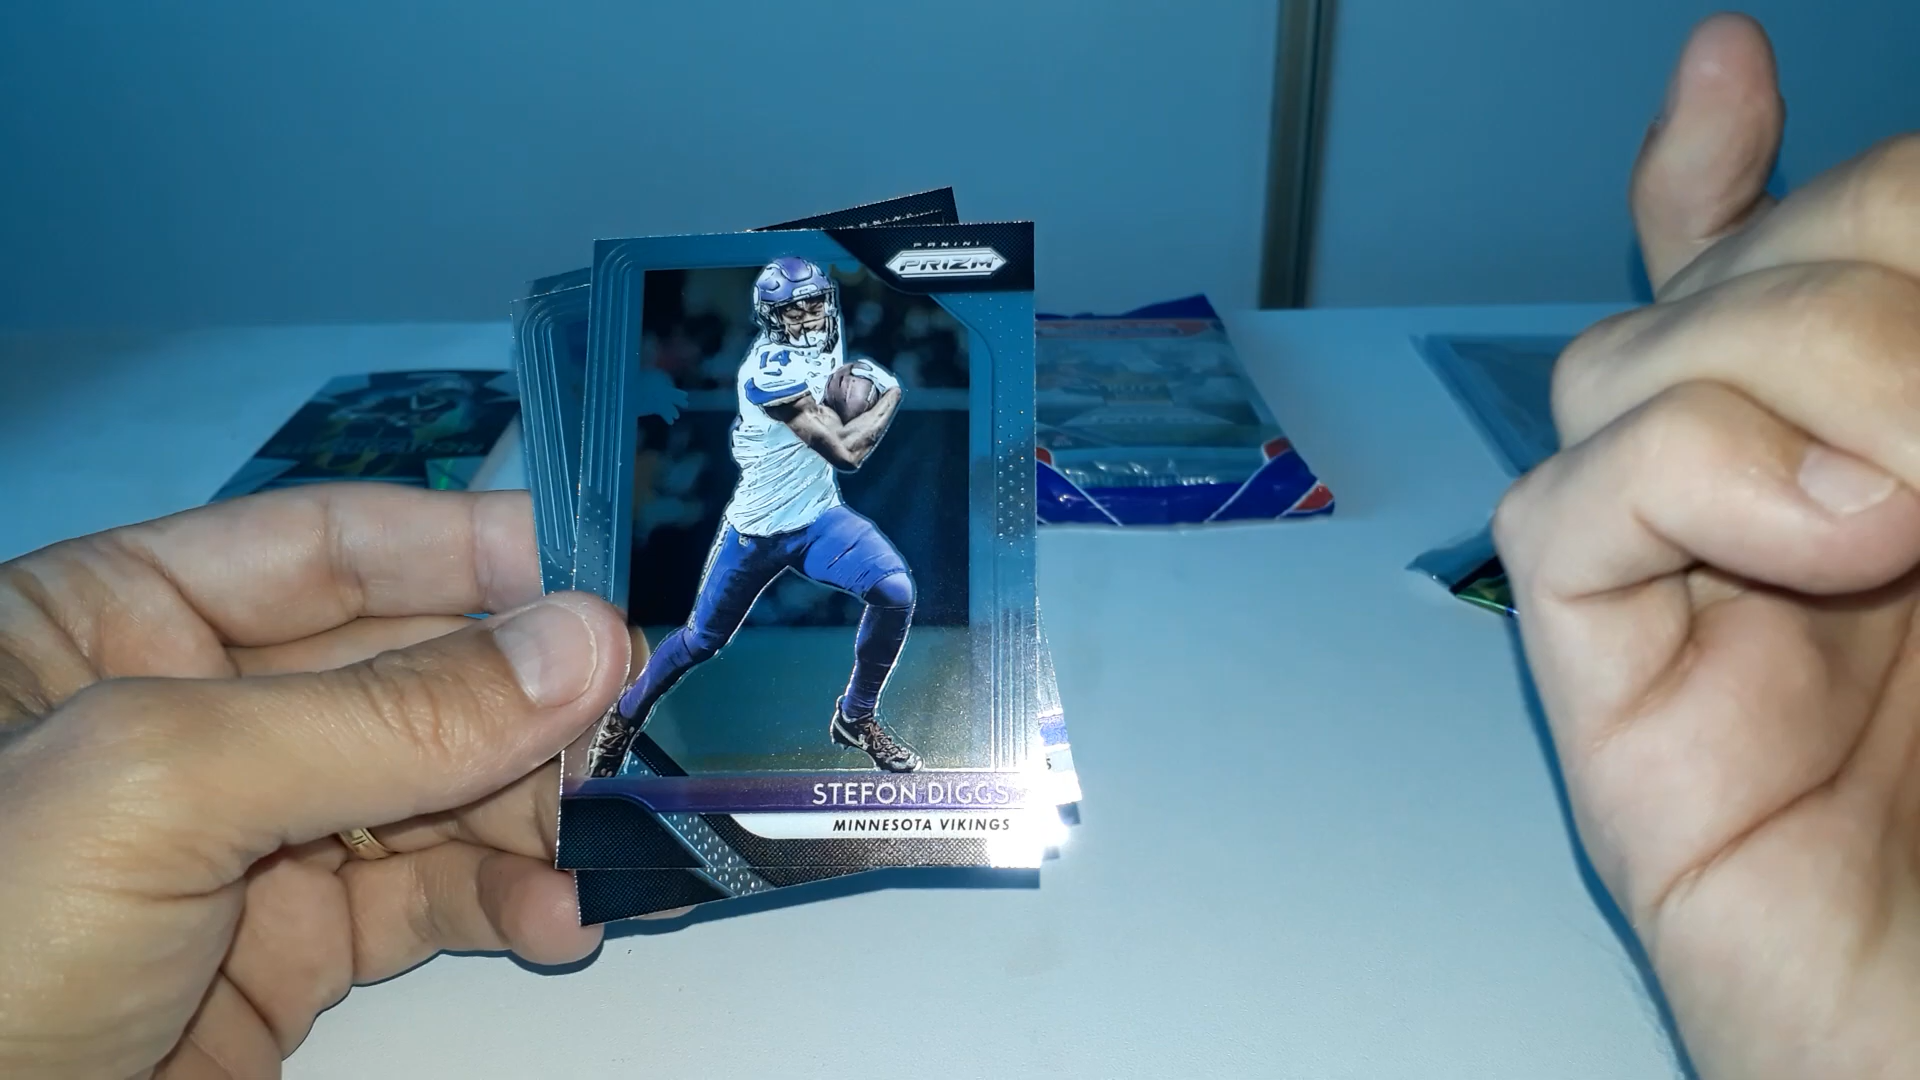 PANINI
PRIZM
14
STEFON DIGGS
MINNESOTA VIKINGS